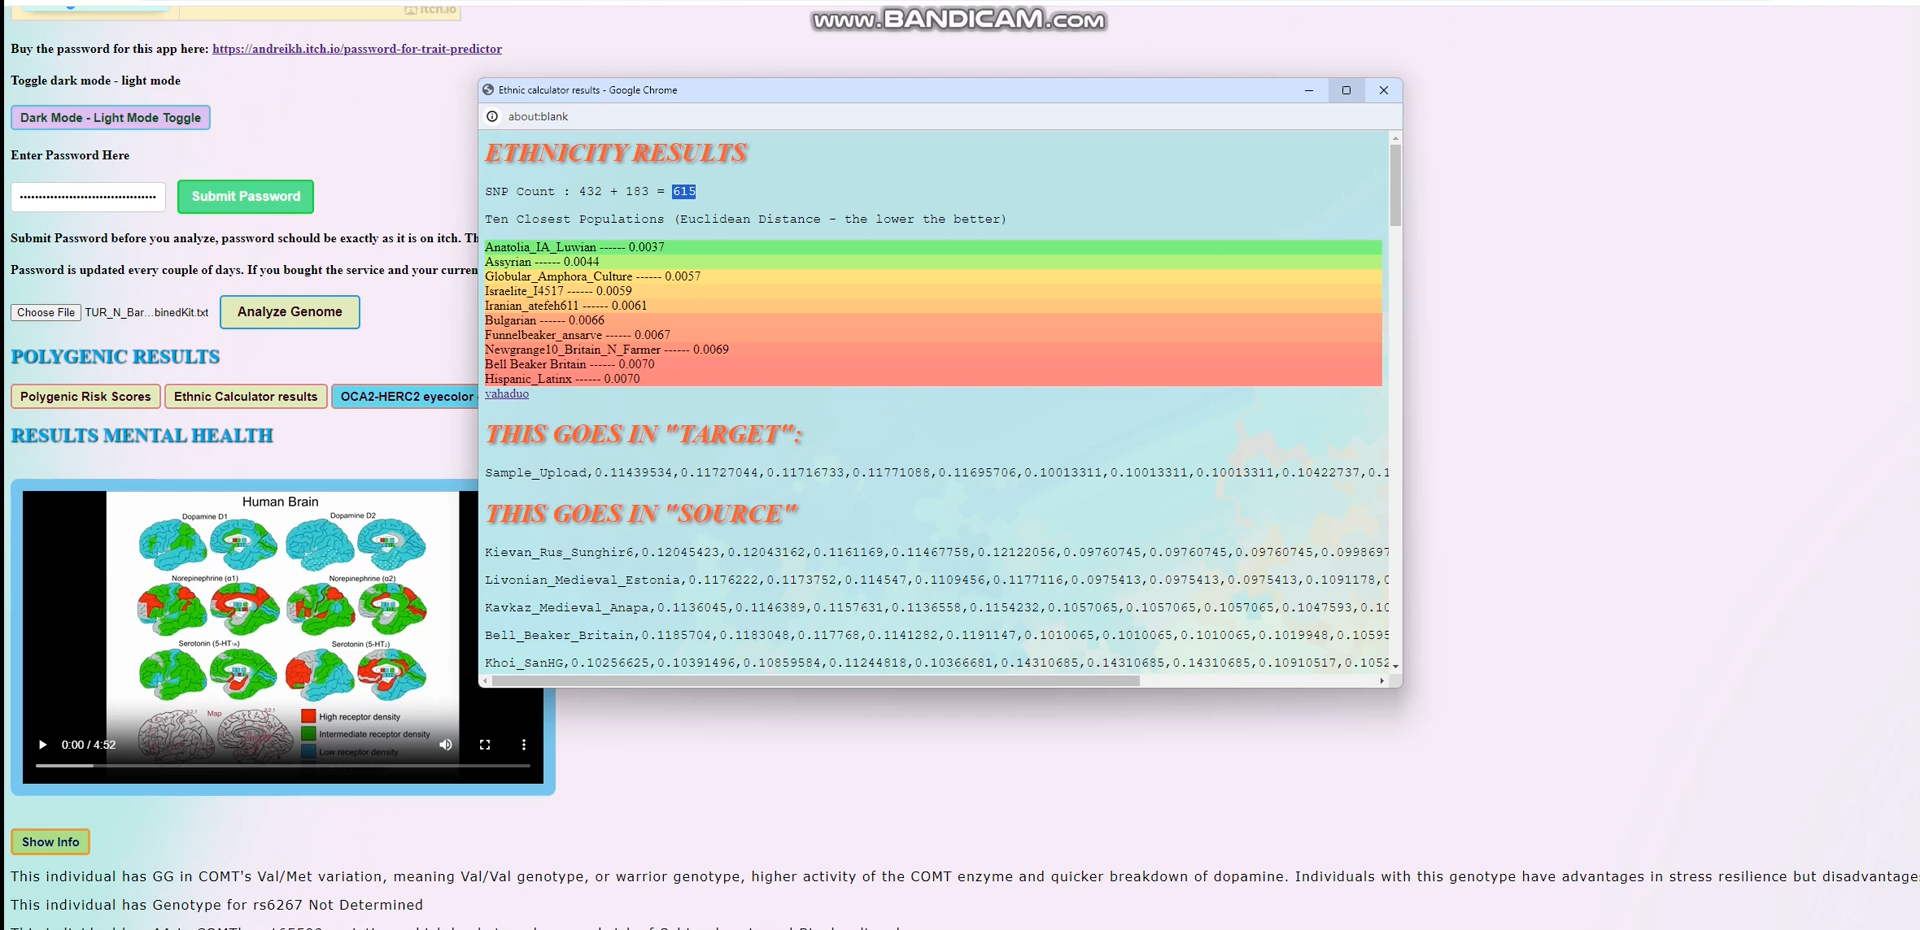 itch.io
www.BANDICAM.com
Buy the password for this app here: https://andreikh.itch.io/password-for-trait-predictor
Toggle dark mode - light mode
Dark Mode - Light Mode Toggle
Enter Password Here
Submit Password
Submit Password before you analyze, password schould be exactly as it is on itch. Th
Password is updated every couple of days. If you bought the service and your curren
Choose File TUR_N_Bar...binedKit.txt
Analyze Genome
POLYGENIC RESULTS
Polygenic Risk Scores
Ethnic Calculator results
OCA2-HERC2 eyecolor
RESULTS MENTAL HEALTH
Human Brain
Dopamine D1
Dopamine D2
Norepinephrine (α1)
Norepinephrine (α2)
Serotonin (5-HT1A)
Serotonin (5-HT2)
Map
High receptor density
Intermediate receptor density
Low receptor density
0:00 / 4:52
Ethnic calculator results - Google Chrome
about:blank
ETHNICITY RESULTS
SNP Count : 432 + 183 = 615
Ten Closest Populations (Euclidean Distance - the lower the better)
Anatolia_IA_Luwian ------ 0.0037
Assyrian ------ 0.0044
Globular_Amphora_Culture ------ 0.0057
Israelite_I4517 ------ 0.0059
Iranian_atefeh611 ------ 0.0061
Bulgarian ------ 0.0066
Funnelbeaker_ansarve ------ 0.0067
Newgrange10_Britain_N_Farmer ------ 0.0069
Bell Beaker Britain ------ 0.0070
Hispanic_Latinx ------ 0.0070
vahaduo
THIS GOES IN "TARGET":
Sample_Upload,0.11439534,0.11727044,0.11716733,0.11771088,0.11695706,0.10013311,0.10013311,0.10013311,0.10422737,0.1
THIS GOES IN "SOURCE"
Kievan_Rus_Sunghir6,0.12045423,0.12043162,0.1161169,0.11467758,0.12122056,0.09760745,0.09760745,0.09760745,0.0998697
Livonian_Medieval_Estonia,0.1176222,0.1173752,0.114547,0.1109456,0.1177116,0.0975413,0.0975413,0.0975413,0.1091178,0
Kavkaz_Medieval_Anapa,0.1136045,0.1146389,0.1157631,0.1136558,0.1154232,0.1057065,0.1057065,0.1057065,0.1047593,0.10
Bell_Beaker_Britain,0.1185704,0.1183048,0.117768,0.1141282,0.1191147,0.1010065,0.1010065,0.1010065,0.1019948,0.10595
Khoi_SanHG,0.10256625,0.10391496,0.10859584,0.11244818,0.10366681,0.14310685,0.14310685,0.14310685,0.10910517,0.1052
Show Info
This individual has GG in COMT's Val/Met variation, meaning Val/Val genotype, or warrior genotype, higher activity of the COMT enzyme and quicker breakdown of dopamine. Individuals with this genotype have advantages in stress resilience but disadvantage
This individual has Genotype for rs6267 Not Determined